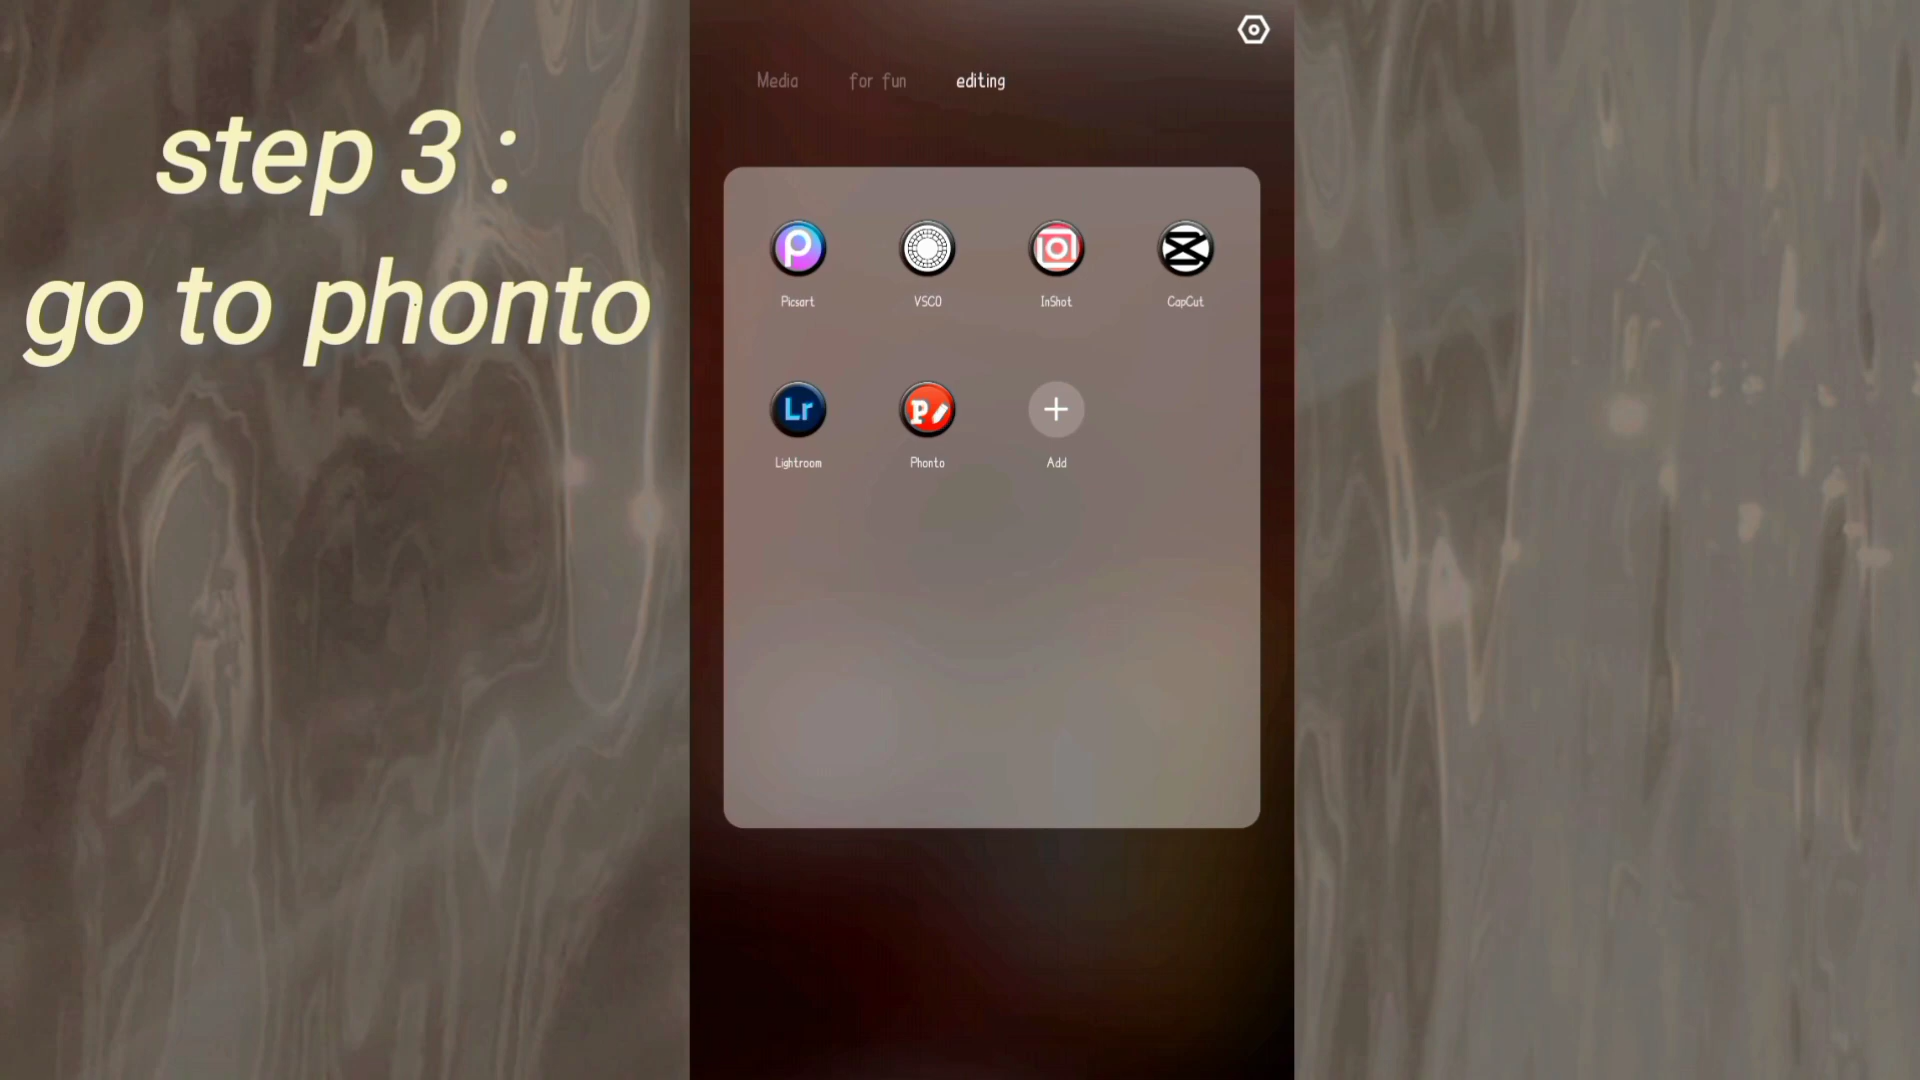 step 3 :
go to phonto
Media for fun editing
Picsart VSCO InShot CapCut
Lr P
Lightroom Phonto Add